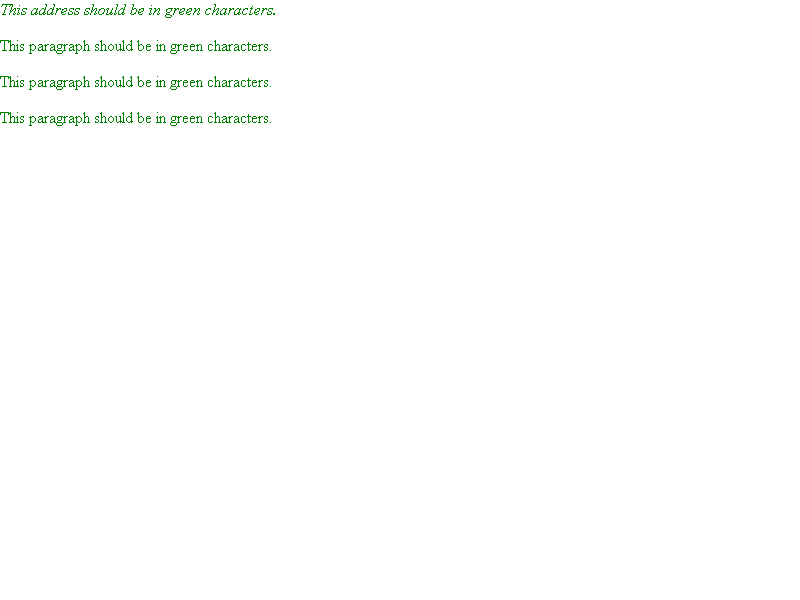 This address should be in green characters.
This paragraph should be in green characters.
This paragraph should be in green characters.
This paragraph should be in green characters.